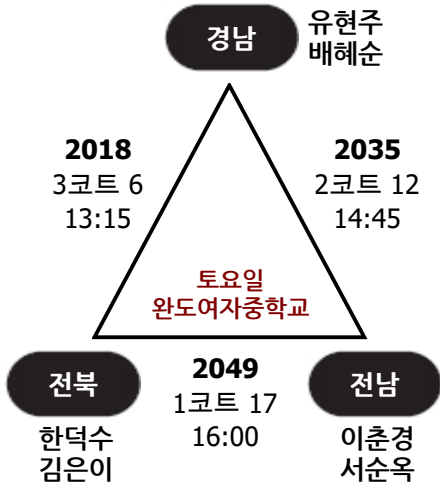 경남
유현주
배혜순
2018
3코트 6
13:15
2035
2코트 12
14:45
토요일
완도여자중학교
전북
한덕수
김은이
2049
1코트 17
16:00
전남
이춘경
서순옥